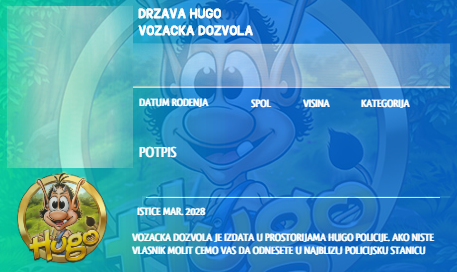 DRZAVA HUGO
VOZACKA DOZVOLA
DATUM ROĐENJA SPOL VISINA KATEGORIJA
POTPIS
Hugo
ISTICE MAR. 2028
VOZACKA DOZVOLA JE IZDATA U PROSTORIJAMA HUGO POLICIJE. AKO NISTE
VLASNIK MOLIT CEMO VAS DA ODNESETE U NAJBLIZU POLICIJSKU STANICU